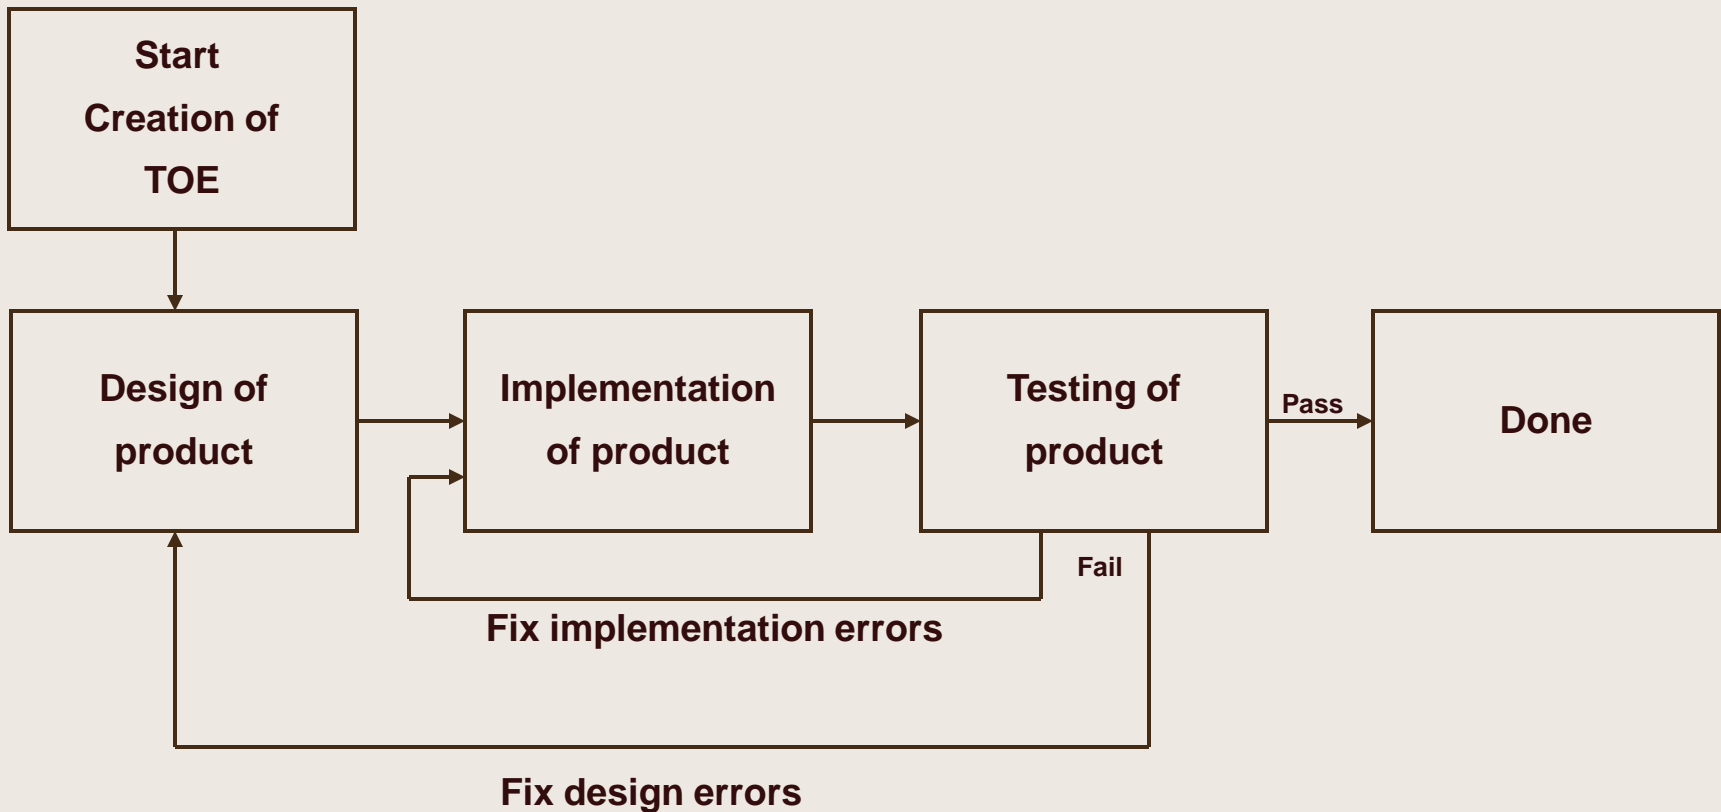 Start
Creation of
TOE
Design of
product
Implementation
of product
Testing of
product
Pass
Done
Fail
Fix implementation errors
Fix design errors